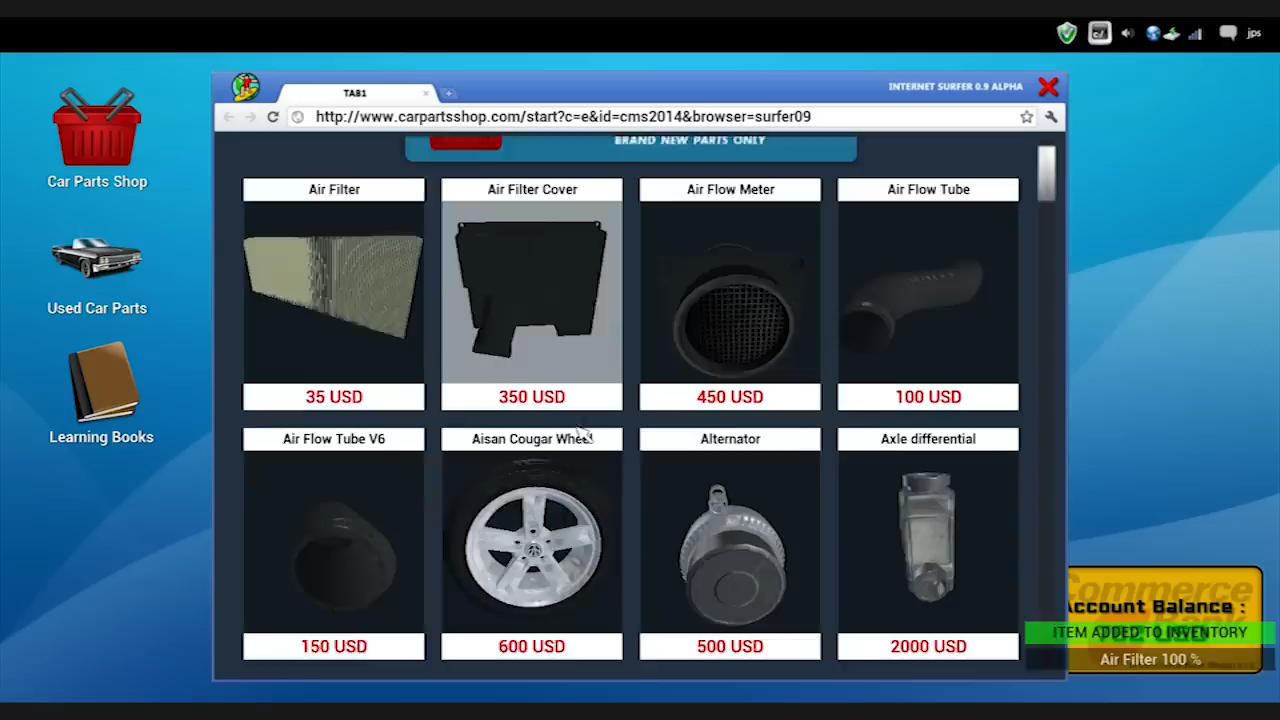 jps
Car Parts Shop
Used Car Parts
Learning Books
TAB1
INTERNET SURFER 0.9 ALPHA
http://www.carpartsshop.com/start?c=e&id=cms2014&browser=surfer09
BRAND NEW PARTS ONLY
Air Filter
Air Filter Cover
Air Flow Meter
Air Flow Tube
35 USD
350 USD
450 USD
100 USD
Air Flow Tube V6
Aisan Cougar Wheel
Alternator
Axle differential
150 USD
600 USD
500 USD
2000 USD
Commerce
Account Balance :
ITEM ADDED TO INVENTORY
Air Filter 100 %